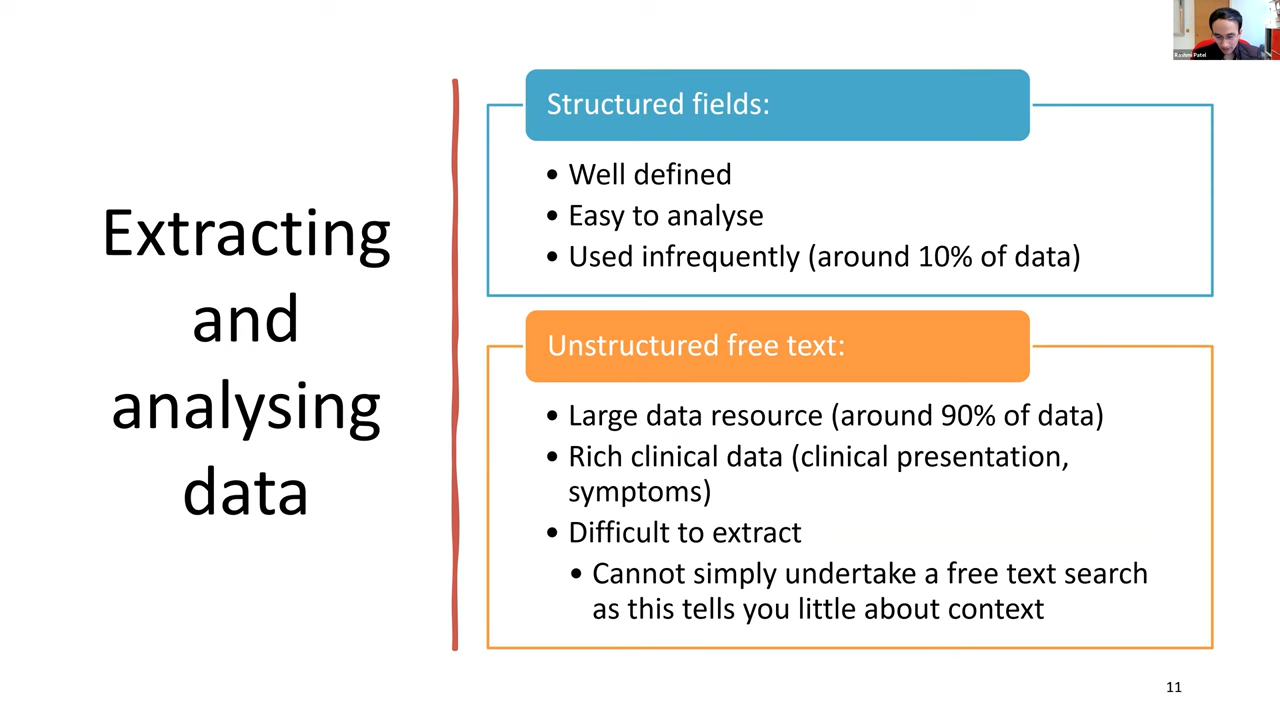 Rashmi Patel
Extracting
and
analysing
data
Structured fields:
• Well defined
• Easy to analyse
• Used infrequently (around 10% of data)
Unstructured free text:
• Large data resource (around 90% of data)
• Rich clinical data (clinical presentation,
symptoms)
• Difficult to extract
• Cannot simply undertake a free text search
as this tells you little about context
11